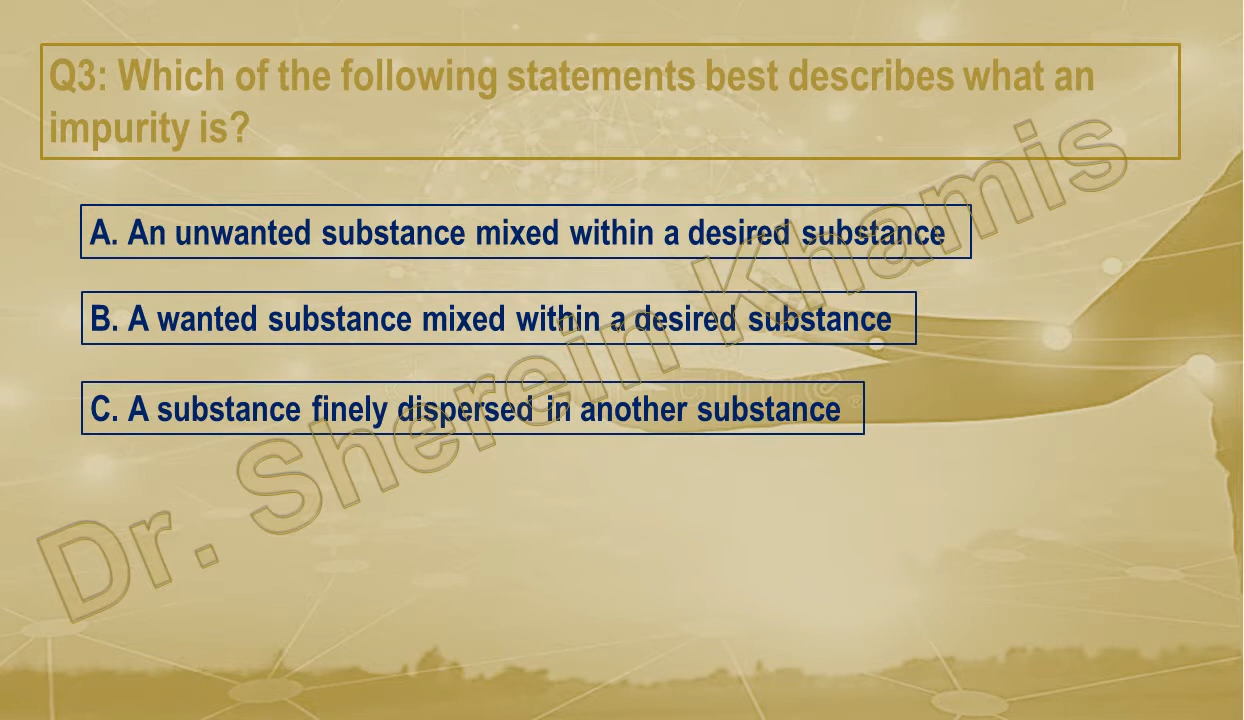 Q3: Which of the following statements best describes what an
impurity is?
A. An unwanted substance mixed within a desired substance
B. A wanted substance mixed within a desired substance
C. A substance finely dispersed in another substance
Dr. Sherein Khamis